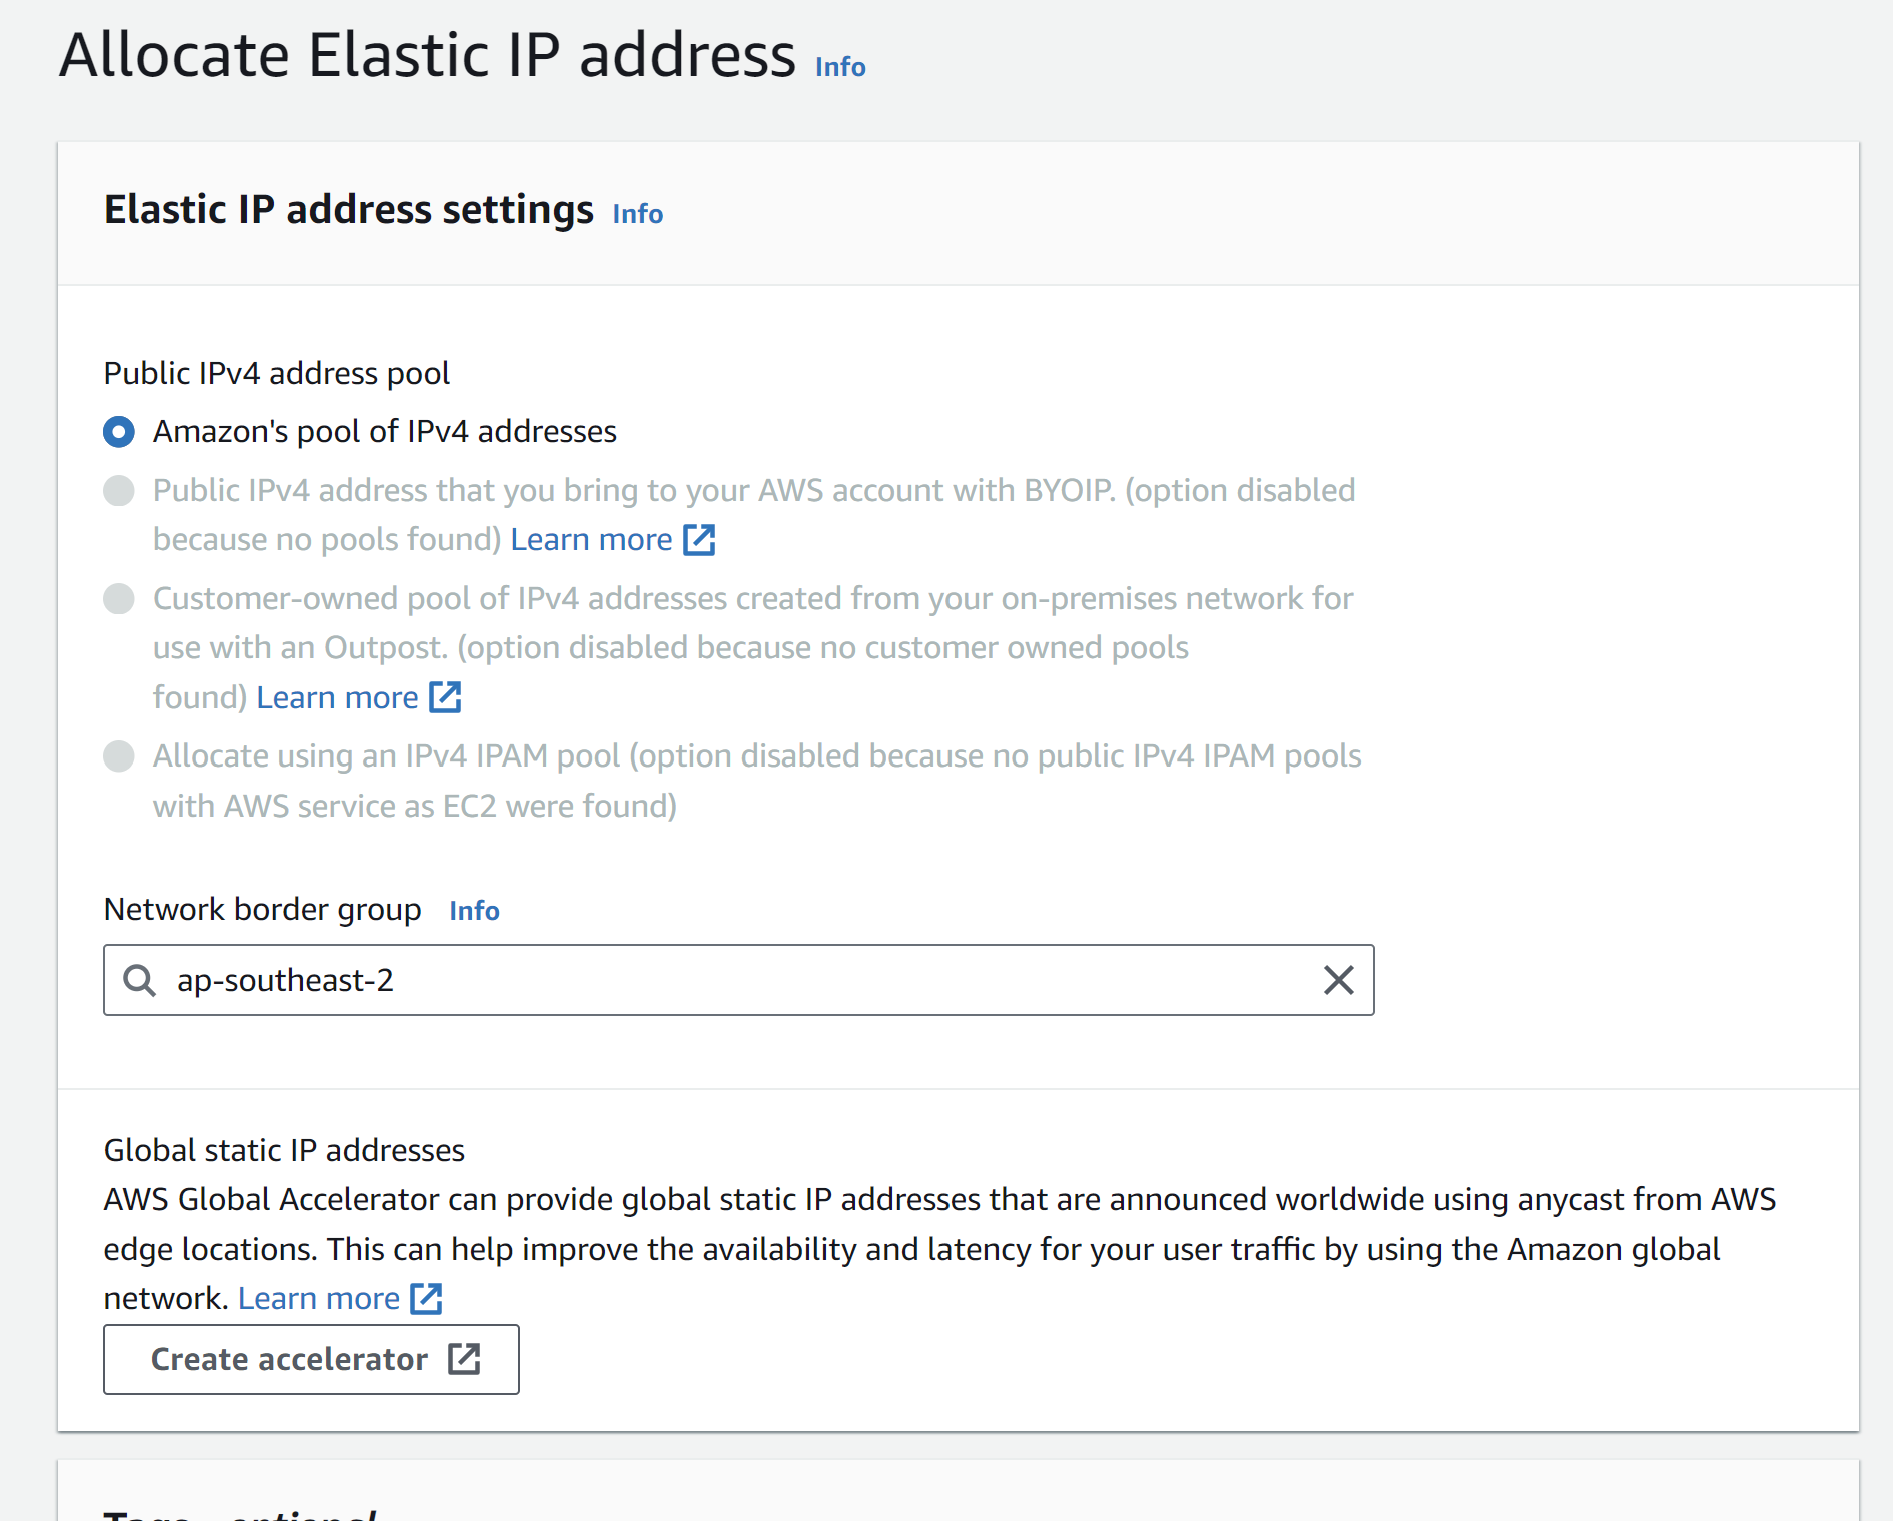 Allocate Elastic IP address Info
Elastic IP address settings Info
Public IPv4 address pool
Amazon's pool of IPv4 addresses
Public IPv4 address that you bring to your AWS account with BYOIP. (option disabled
because no pools found) Learn more
Customer-owned pool of IPv4 addresses created from your on-premises network for
use with an Outpost. (option disabled because no customer owned pools
found) Learn more
Allocate using an IPv4 IPAM pool (option disabled because no public IPv4 IPAM pools
with AWS service as EC2 were found)
Network border group Info
ap-southeast-2
Global static IP addresses
AWS Global Accelerator can provide global static IP addresses that are announced worldwide using anycast from AWS
edge locations. This can help improve the availability and latency for your user traffic by using the Amazon global
network. Learn more
Create accelerator
Tags - optional